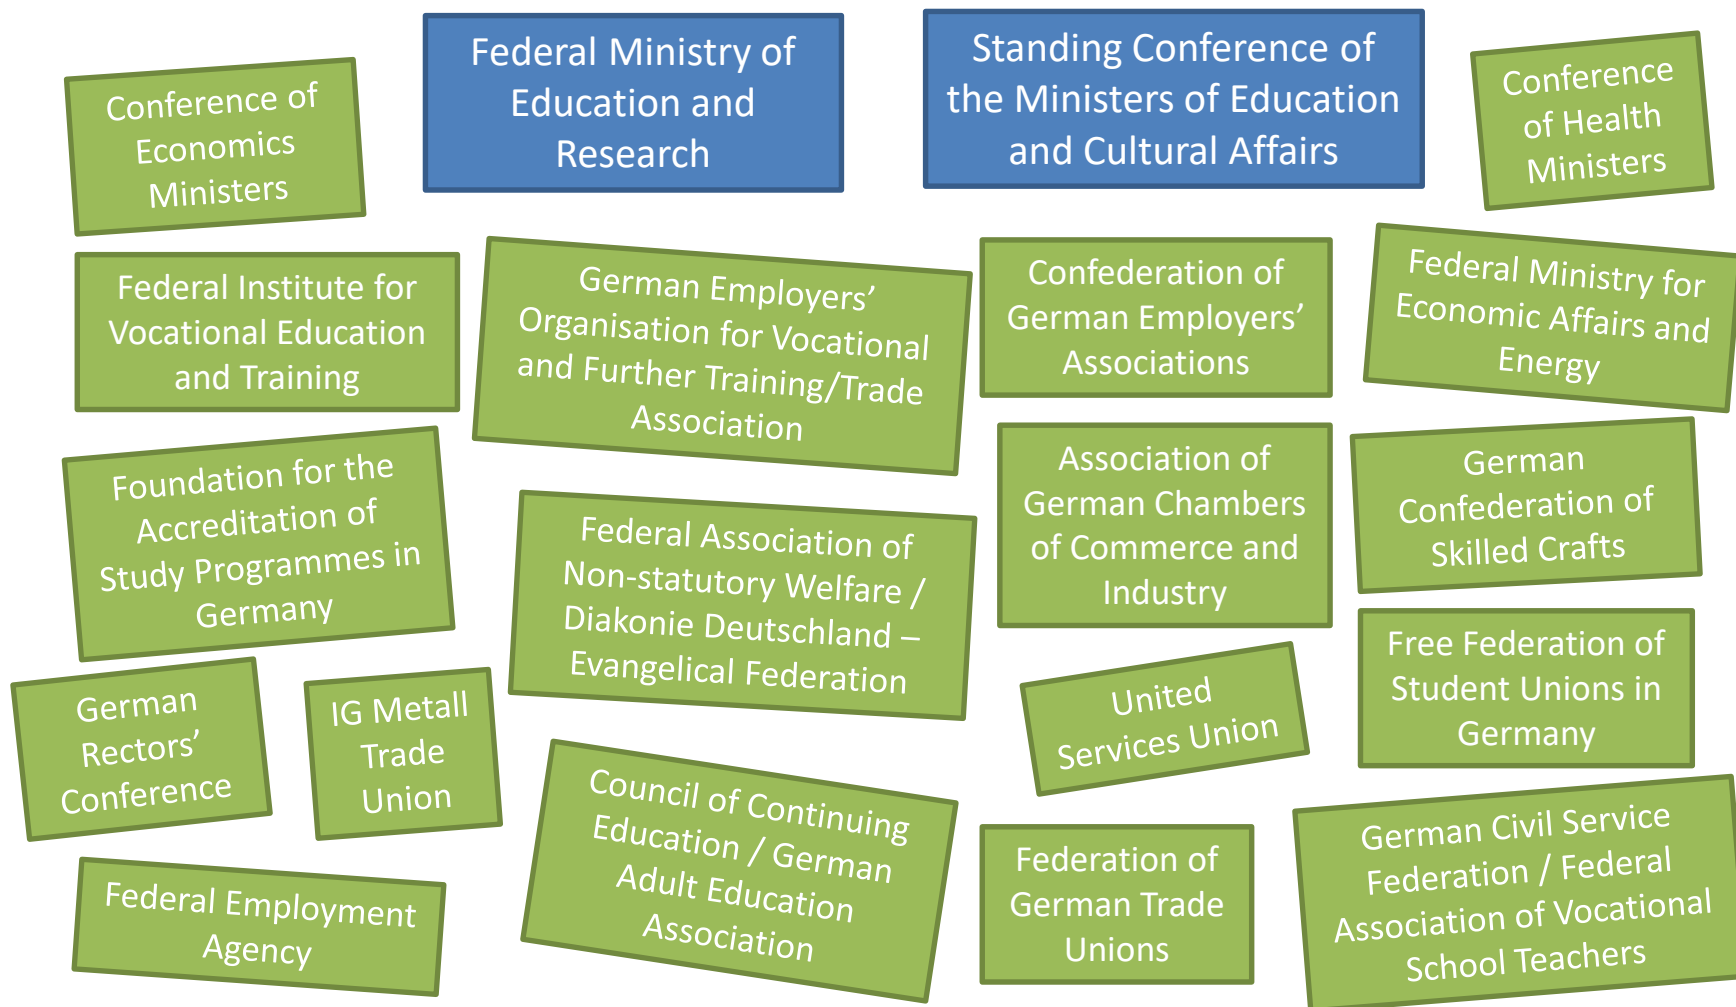 Federal Ministry of
Education and
Research
Standing Conference of
the Ministers of Education
and Cultural Affairs
Conference of
Economics
Ministers
Conference
of Health
Ministers
Federal Institute for
Vocational Education
and Training
German Employers’
Organisation for Vocational
and Further Training/Trade
Association
Confederation of
German Employers’
Associations
Federal Ministry for
Economic Affairs and
Energy
Foundation for the
Accreditation of
Study Programmes in
Germany
Federal Association of
Non-statutory Welfare /
Diakonie Deutschland –
Evangelical Federation
Association of
German Chambers
of Commerce and
Industry
German
Confederation of
Skilled Crafts
German
Rectors’
Conference
IG Metall
Trade
Union
United
Services Union
Free Federation of
Student Unions in
Germany
Federal Employment
Agency
Council of Continuing
Education / German
Adult Education
Association
Federation of
German Trade
Unions
German Civil Service
Federation / Federal
Association of Vocational
School Teachers